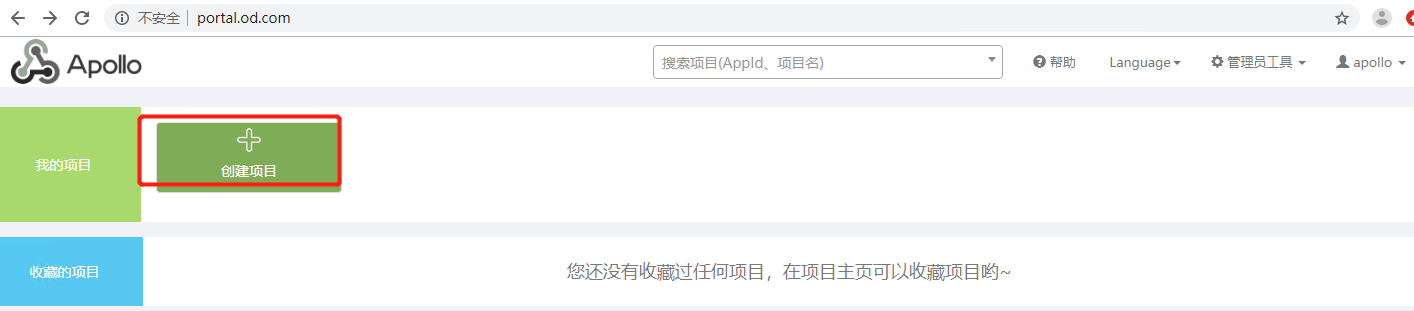 不安全 portal.od.com
Apollo
搜索项目(AppId、项目名)
帮助 Language 管理员工具 apollo
我的项目
创建项目
收藏的项目
您还没有收藏过任何项目，在项目主页可以收藏项目哟~